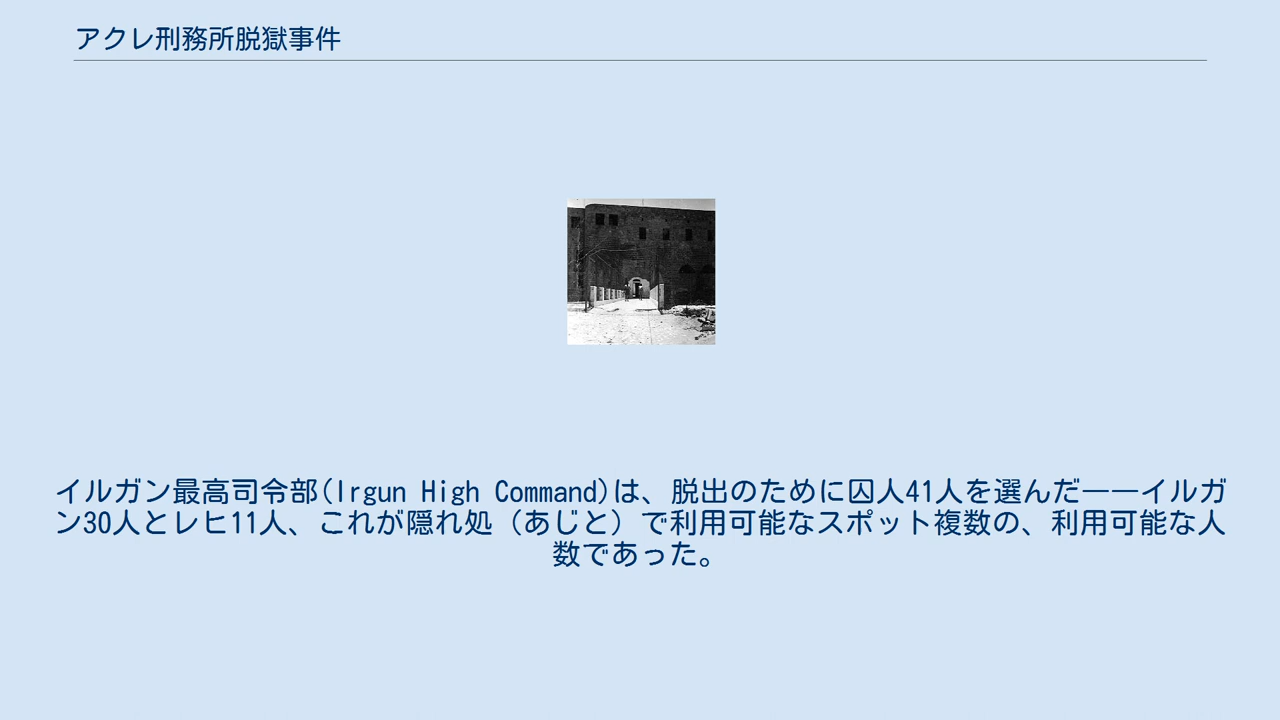 アクレ刑務所脱獄事件
イルガン最高司令部(Irgun High Command)は、脱出のために囚人41人を選んだ――イルガ
ン30人とレヒ11人、これが隠れ処（あじと）で利用可能なスポット複数の、利用可能な人
数であった。